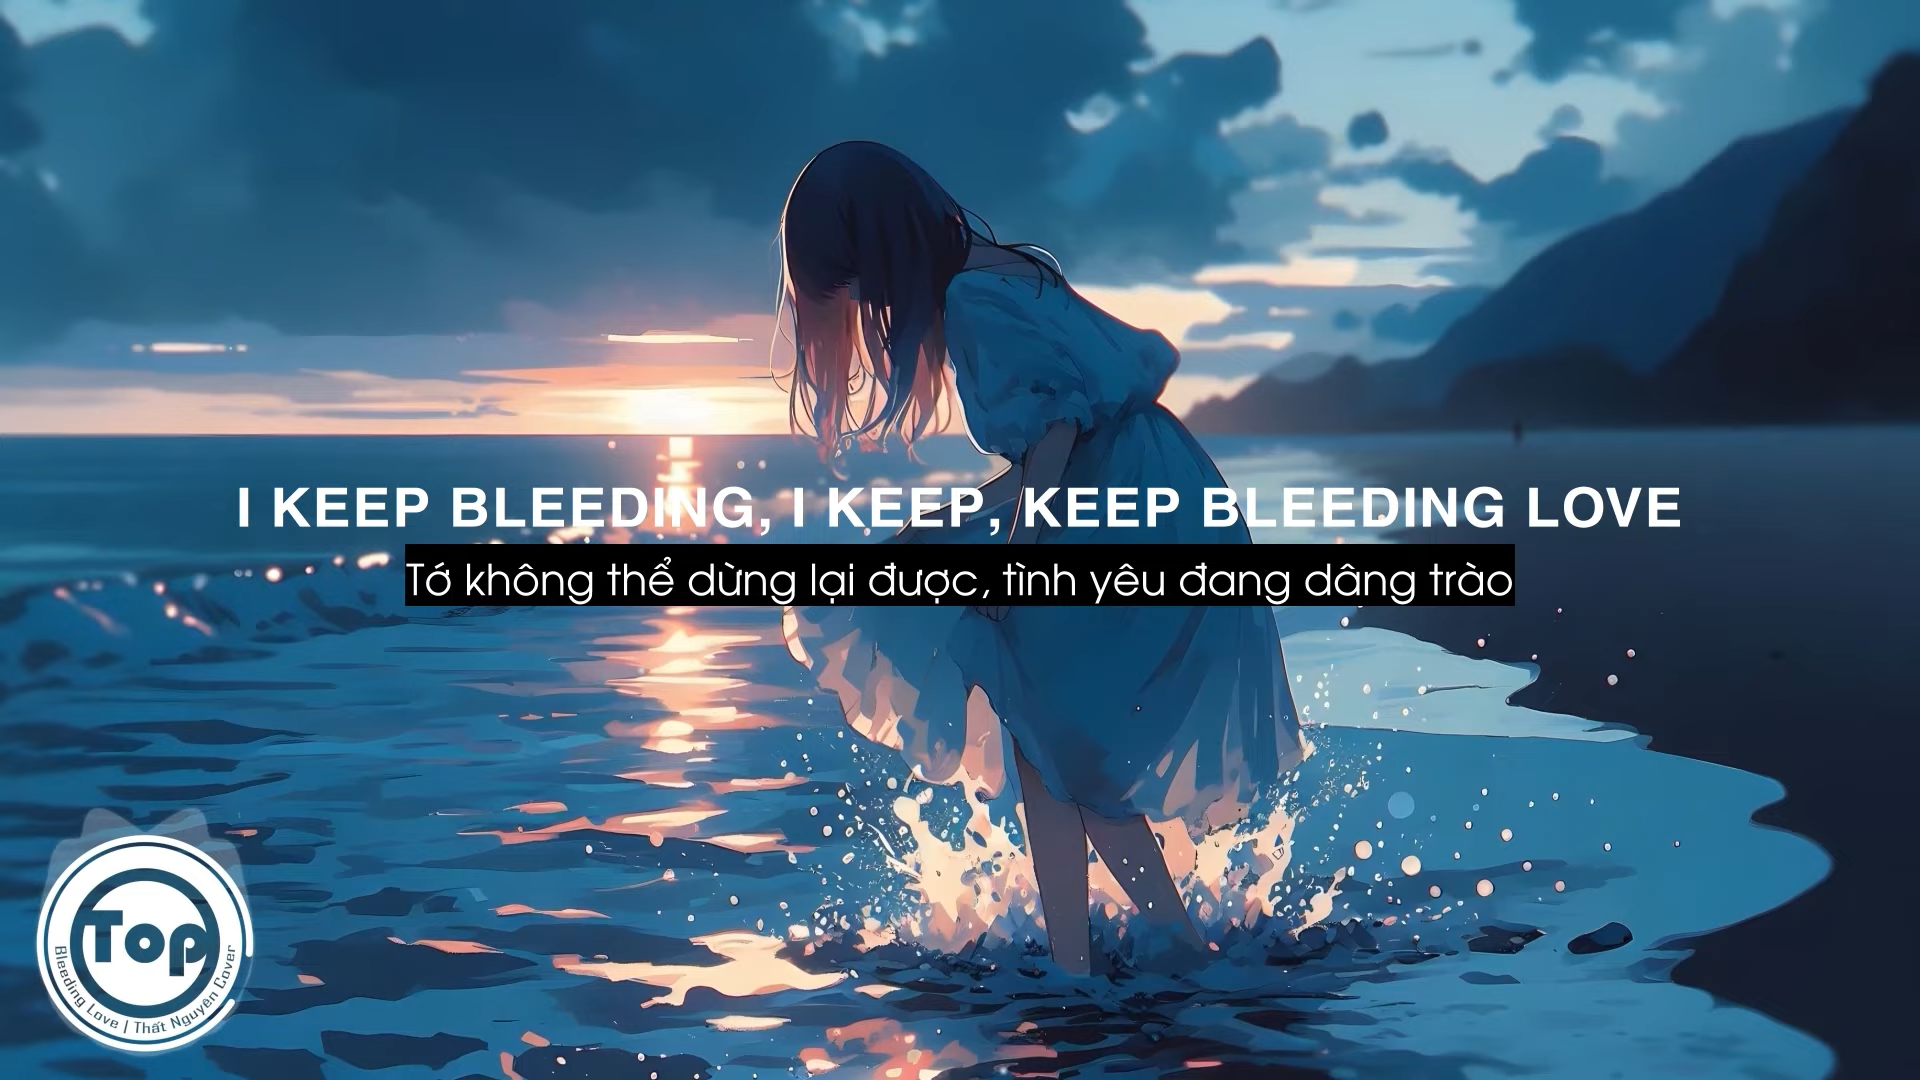 I KEEP BLEEDING, I KEEP, KEEP BLEEDING LOVE
Tớ không thể dừng lại được, tình yêu đang dâng trào
Top
Bleeding Love | Thất Nguyên Cover